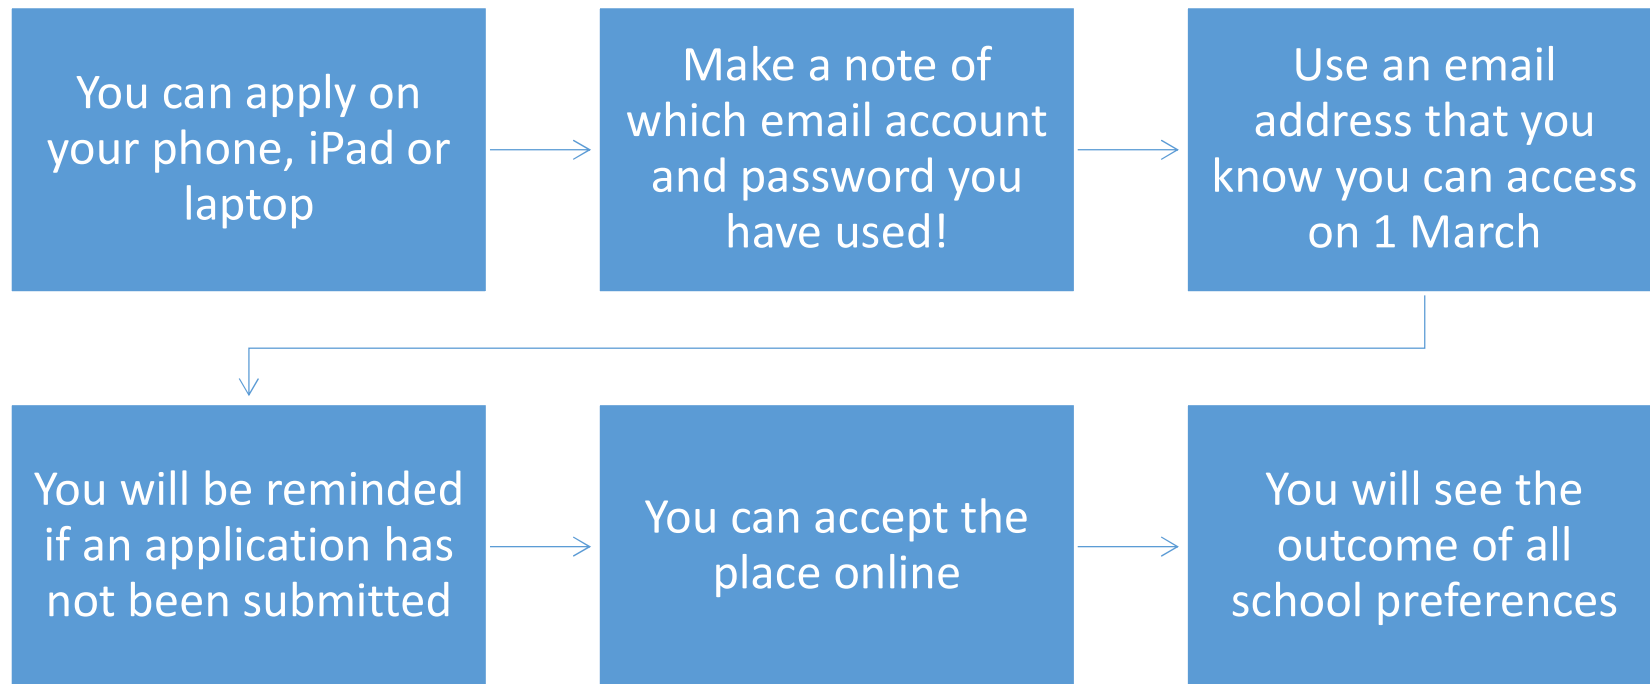 You can apply on
your phone, iPad or
laptop
Make a note of
which email account
and password you
have used!
Use an email
address that you
know you can access
on 1 March
You will be reminded
if an application has
not been submitted
You can accept the
place online
You will see the
outcome of all
school preferences